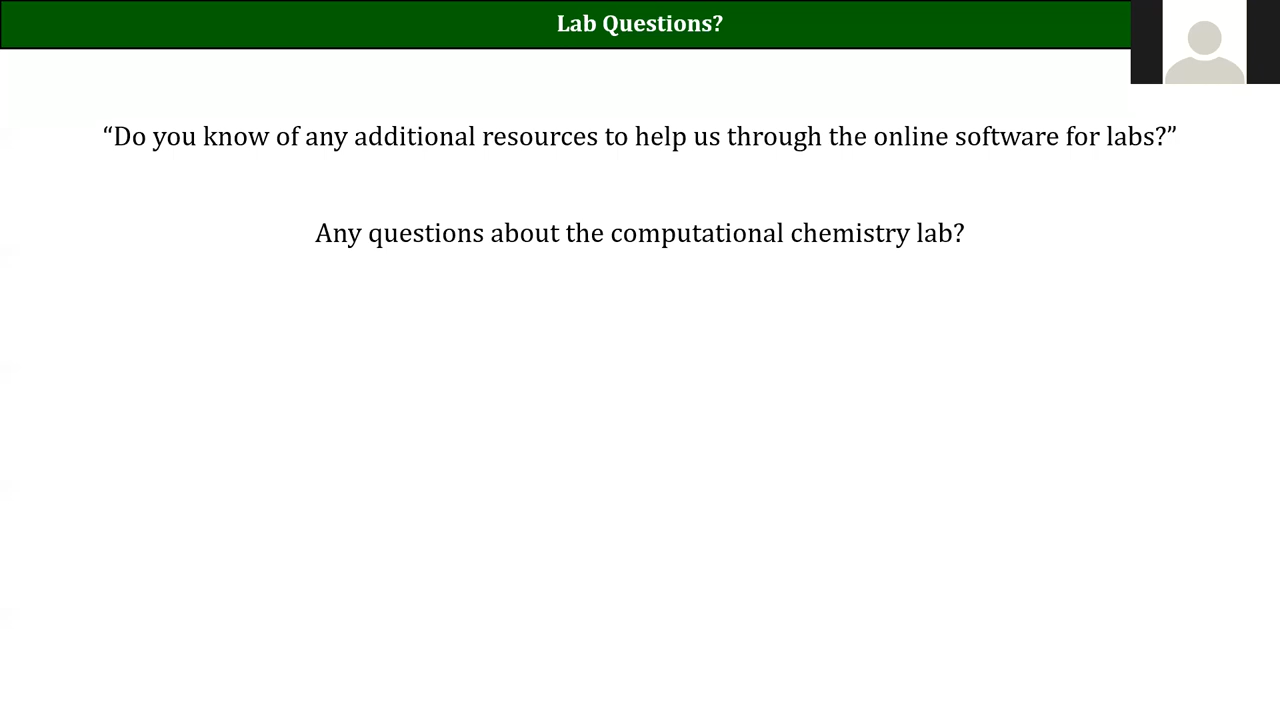 Lab Questions?
“Do you know of any additional resources to help us through the online software for labs?”
Any questions about the computational chemistry lab?